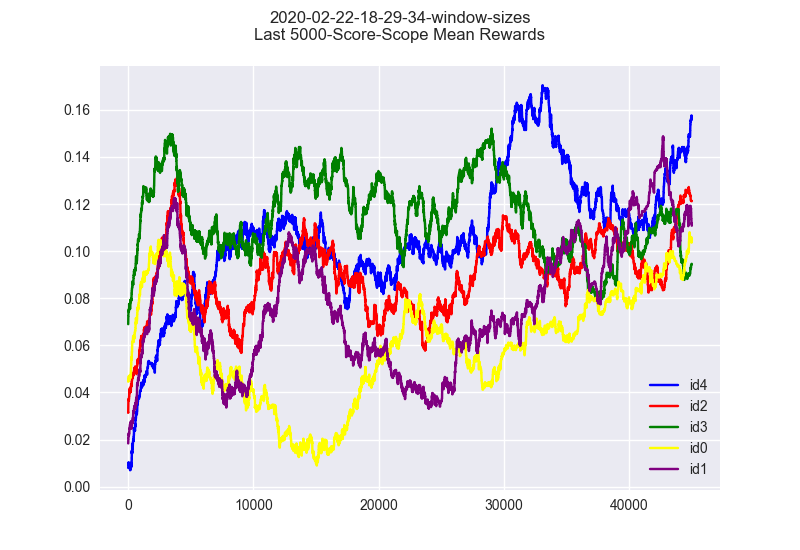 2020-02-22-18-29-34-window-sizes
Last 5000-Score-Scope Mean Rewards
0.16
0.14
0.12
0.10
0.08
0.06
0.04
0.02
0.00
0 10000 20000 30000 40000
id4
id2
id3
id0
id1